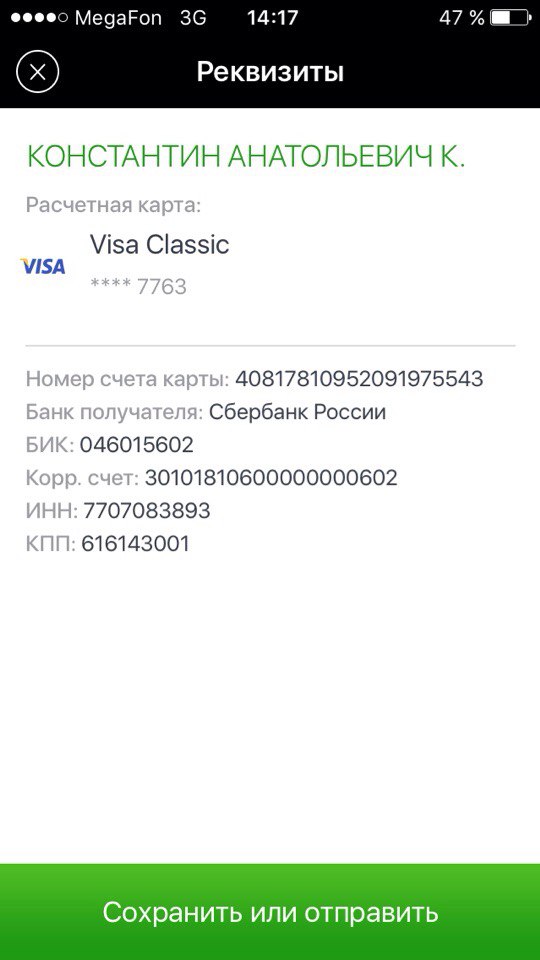 MegaFon 3G 14:17 47 %
Реквизиты
КОНСТАНТИН АНАТОЛЬЕВИЧ К.
Расчетная карта:
Visa Classic
VISA
**** 7763
Номер счета карты: 40817810952091975543
Банк получателя: Сбербанк России
БИК: 046015602
Корр. счет: 30101810600000000602
ИНН: 7707083893
КПП: 616143001
Сохранить или отправить